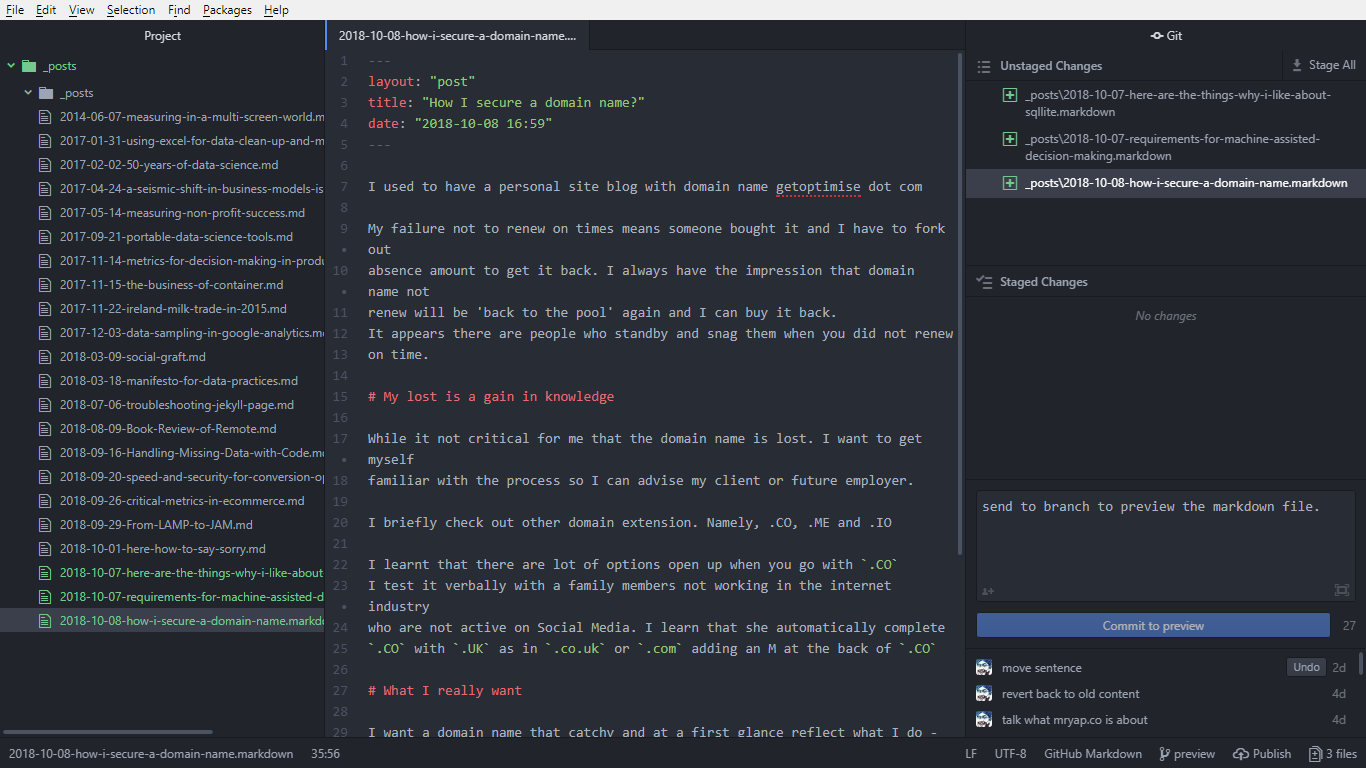 File Edit View Selection Find Packages Help
Project
_posts
_posts
2014-06-07-measuring-in-a-multi-screen-world.m
2017-01-31-using-excel-for-data-clean-up-and-m
2017-02-02-50-years-of-data-science.md
2017-04-24-a-seismic-shift-in-business-models-is
2017-05-14-measuring-non-profit-success.md
2017-09-21-portable-data-science-tools.md
2017-11-14-metrics-for-decision-making-in-produ
2017-11-15-the-business-of-container.md
2017-11-22-ireland-milk-trade-in-2015.md
2017-12-03-data-sampling-in-google-analytics.md
2018-03-09-social-graft.md
2018-03-18-manifesto-for-data-practices.md
2018-07-06-troubleshooting-jekyll-page.md
2018-08-09-Book-Review-of-Remote.md
2018-09-16-Handling-Missing-Data-with-Code.md
2018-09-20-speed-and-security-for-conversion-op
2018-09-26-critical-metrics-in-ecommerce.md
2018-09-29-From-LAMP-to-JAM.md
2018-10-01-here-how-to-say-sorry.md
2018-10-07-here-are-the-things-why-i-like-about
2018-10-07-requirements-for-machine-assisted-d
2018-10-08-how-i-secure-a-domain-name.markdo
2018-10-08-how-i-secure-a-domain-name....
1 ---
2 layout: "post"
3 title: "How I secure a domain name?"
4 date: "2018-10-08 16:59"
5 ---
6
7 I used to have a personal site blog with domain name getoptimise dot com
8
9 My failure not to renew on times means someone bought it and I have to fork
• out
10 absence amount to get it back. I always have the impression that domain
• name not
11 renew will be 'back to the pool' again and I can buy it back.
12 It appears there are people who standby and snag them when you did not renew
13 on time.
14
15 # My lost is a gain in knowledge
16
17 While it not critical for me that the domain name is lost. I want to get
• myself
18 familiar with the process so I can advise my client or future employer.
19
20 I briefly check out other domain extension. Namely, .CO, .ME and .IO
21
22 I learnt that there are lot of options open up when you go with `.CO`
23 I test it verbally with a family members not working in the internet
• industry
24 who are not active on Social Media. I learn that she automatically complete
25 `.CO` with `.UK` as in `.co.uk` or `.com` adding an M at the back of `.CO`
26
27 # What I really want
28
29 I want a domain name that catchy and at a first glance reflect what I do -
Git
Unstaged Changes Stage All
_posts\2018-10-07-here-are-the-things-why-i-like-about-
sqllite.markdown
_posts\2018-10-07-requirements-for-machine-assisted-
decision-making.markdown
_posts\2018-10-08-how-i-secure-a-domain-name.markdown
Staged Changes
No changes
send to branch to preview the markdown file.
Commit to preview 27
move sentence Undo 2d
revert back to old content 4d
talk what mryap.co is about 4d
2018-10-08-how-i-secure-a-domain-name.markdown 35:56 LF UTF-8 GitHub Markdown preview Publish 3 files